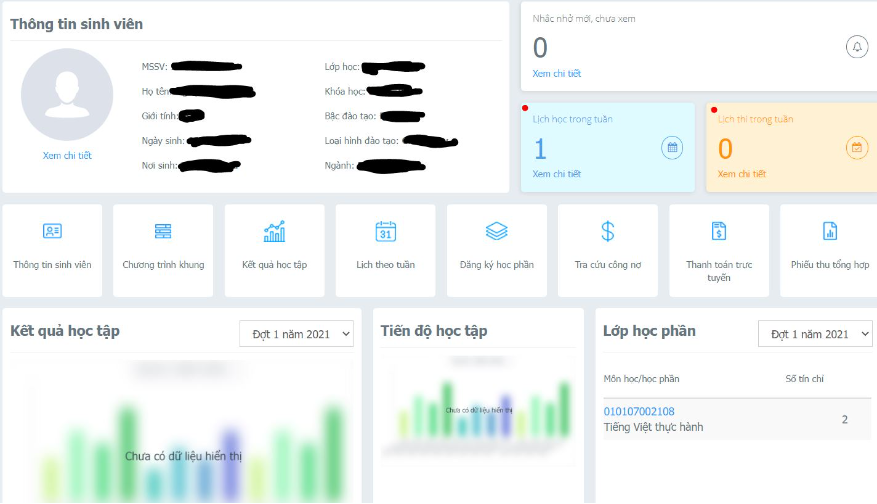 Thông tin sinh viên
MSSV:
Họ tên
Giới tính:
Ngày sinh:
Nơi sinh:
Xem chi tiết
Lớp học:
Khóa học:
Bậc đào tạo:
Loại hình đào tạo:
Ngành:
Nhắc nhở mới, chưa xem
0
Xem chi tiết
Lịch học trong tuần
1
Xem chi tiết
Lịch thi trong tuần
0
Xem chi tiết
Thông tin sinh viên
Chương trình khung
Kết quả học tập
31
Lịch theo tuần
Đăng ký học phần
Tra cứu công nợ
Thanh toán trực
tuyến
Phiếu thu tổng hợp
Kết quả học tập
Đợt 1 năm 2021
Chưa có dữ liệu hiển thị
Tiến độ học tập
Chưa có dữ liệu hiển thị
Lớp học phần
Đợt 1 năm 2021
Môn học/học phần Số tín chỉ
010107002108
Tiếng Việt thực hành
2